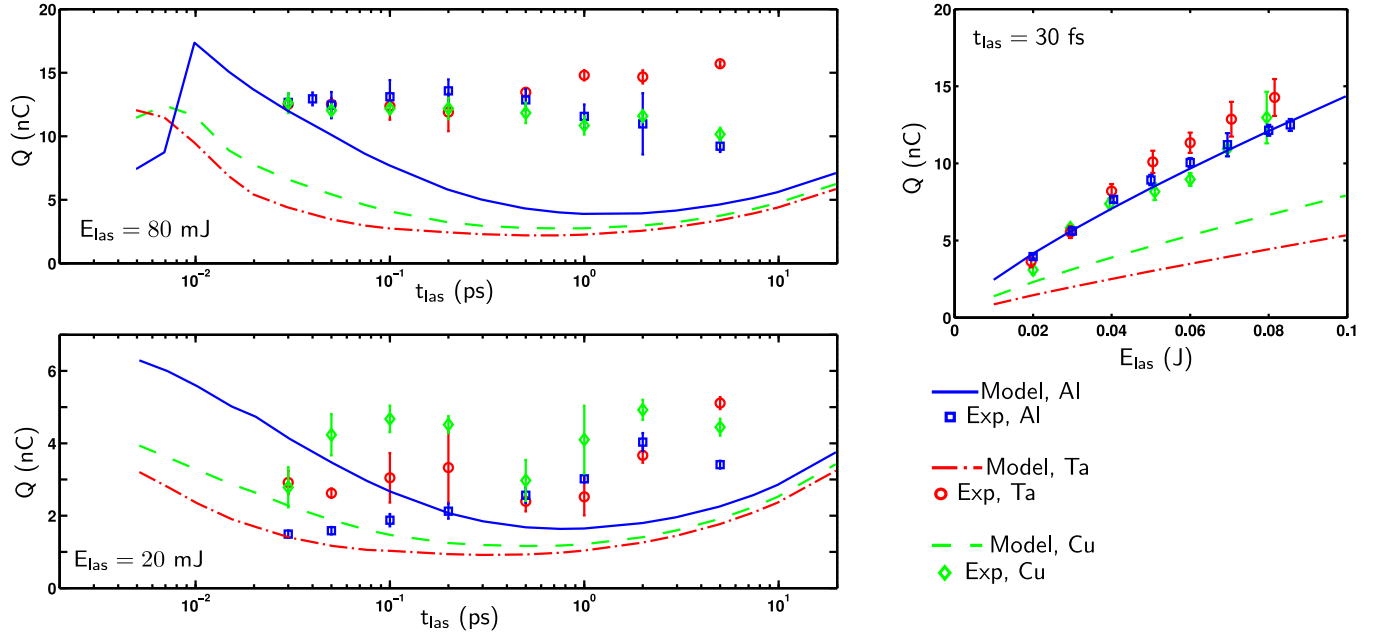 20
15
10
5
0
Q (nC)
E_las = 80 mJ
10^-2 10^-1 10^0 10^1
t_las (ps)
6
4
2
0
Q (nC)
E_las = 20 mJ
10^-2 10^-1 10^0 10^1
t_las (ps)
20
15
10
5
0
Q (nC)
t_las = 30 fs
0 0.02 0.04 0.06 0.08 0.1
E_las (J)
Model, Al
Exp, Al
Model, Ta
Exp, Ta
Model, Cu
Exp, Cu